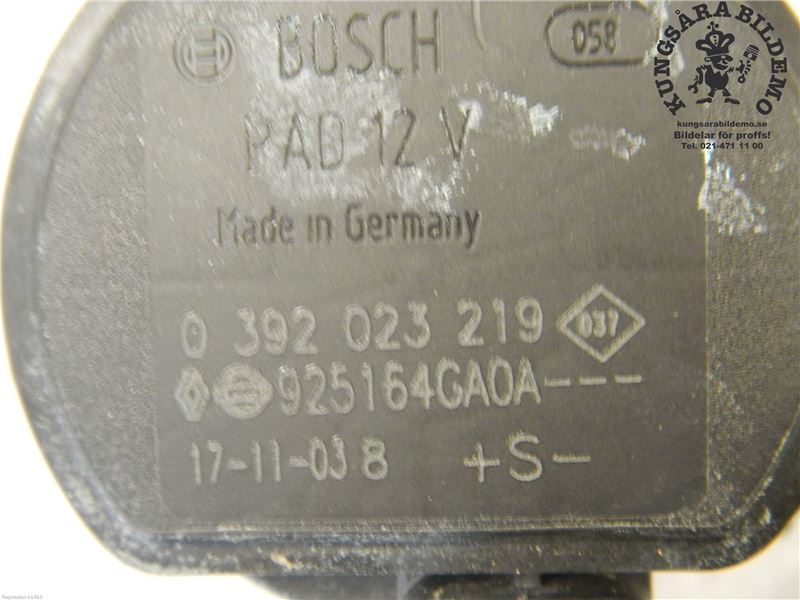 BOSCH
058
PAD 12 V
Made in Germany
0 392 023 219
037
925164GA0A----
17-11-03 8 +S-
KUNGSÅRA BILDEMO
kungsarabildemo.se
Bildelar för proffs!
Tel. 021-471 11 00